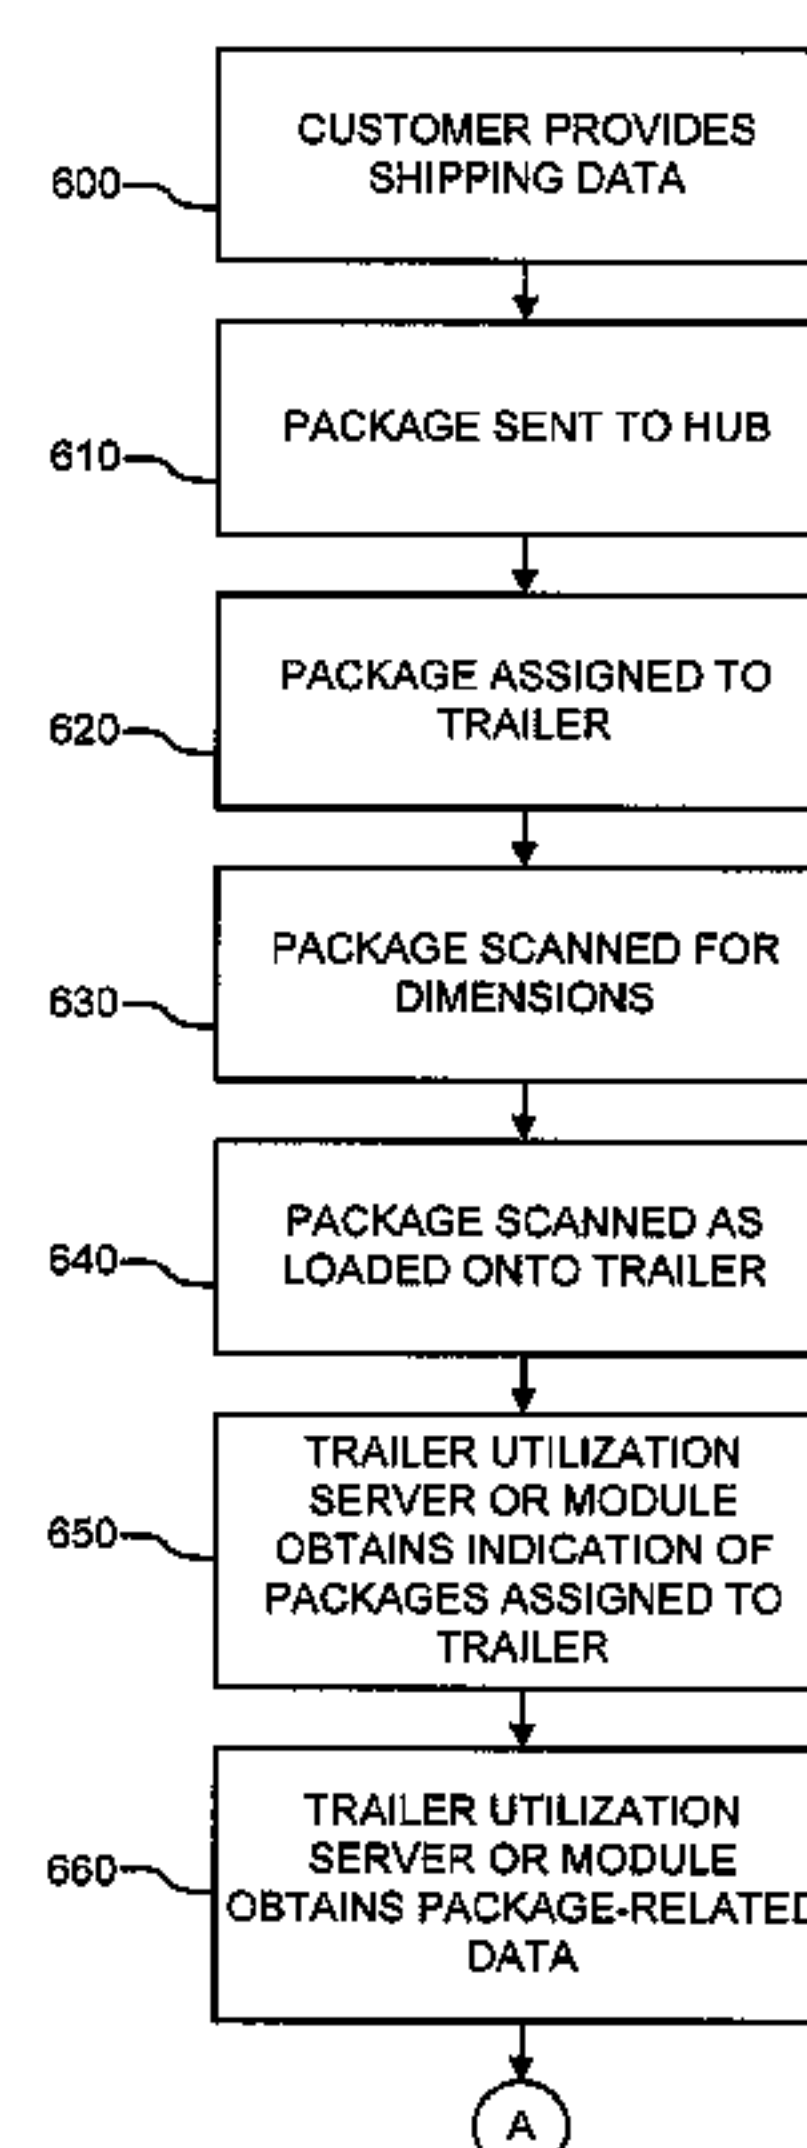 CUSTOMER PROVIDES
SHIPPING DATA
600
PACKAGE SENT TO HUB
610
PACKAGE ASSIGNED TO
TRAILER
620
PACKAGE SCANNED FOR
DIMENSIONS
630
PACKAGE SCANNED AS
LOADED ONTO TRAILER
640
TRAILER UTILIZATION
SERVER OR MODULE
OBTAINS INDICATION OF
PACKAGES ASSIGNED TO
TRAILER
650
TRAILER UTILIZATION
SERVER OR MODULE
OBTAINS PACKAGE-RELATED
DATA
660
A